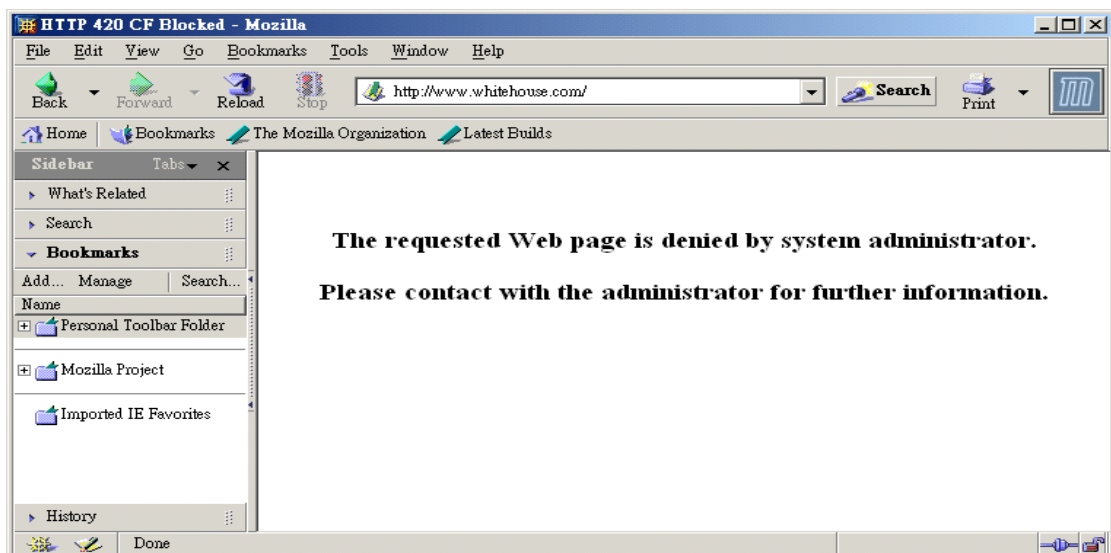 HTTP 420 CF Blocked - Mozilla
File Edit View Go Bookmarks Tools Window Help
Back Forward Reload Stop http://www.whitehouse.com/ Search Print
Home Bookmarks The Mozilla Organization Latest Builds
Sidebar Tabs
What's Related
Search
Bookmarks
Add... Manage Search...
Name
Personal Toolbar Folder
Mozilla Project
Imported IE Favorites
History
The requested Web page is denied by system administrator.
Please contact with the administrator for further information.
Done